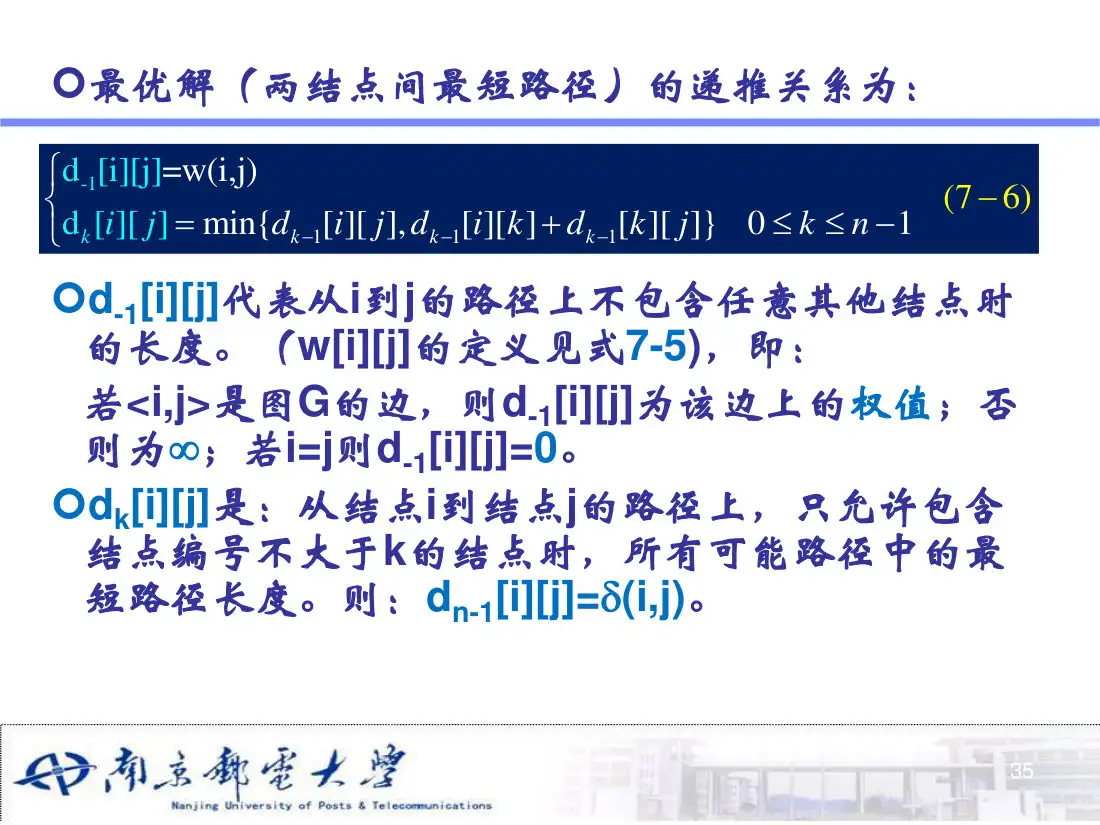 最优解（两结点间最短路径）的递推关系为：
d-1[i][j]=w(i,j)
dk[i][j]=min{dk−1[i][j],dk−1[i][k]+dk−1[k][j]} 0≤k≤n−1
(7−6)
d-1[i][j]代表从i到j的路径上不包含任意其他结点时
的长度。（w[i][j]的定义见式7-5)，即：
若<i,j>是图G的边，则d-1[i][j]为该边上的权值；否
则为∞；若i=j则d-1[i][j]=0。
dk[i][j]是：从结点i到结点j的路径上，只允许包含
结点编号不大于k的结点时，所有可能路径中的最
短路径长度。则：dn-1[i][j]=δ(i,j)。
南京郵電大學
Nanjing University of Posts & Telecommunications
35